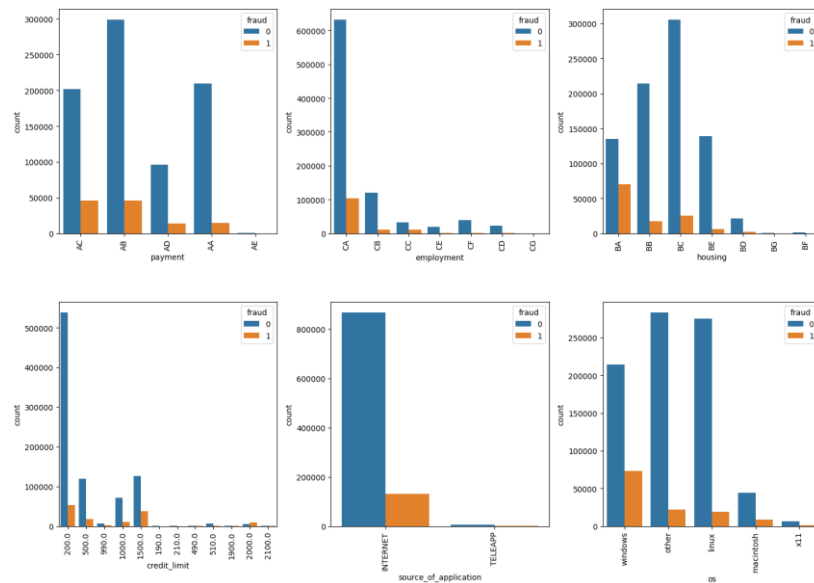 fraud
0
1
300000
250000
200000
150000
100000
50000
0
count
AC
AB
AD
AA
AE
payment
fraud
0
1
600000
500000
400000
300000
200000
100000
0
count
CA
CB
CC
CE
CF
CD
CG
employment
fraud
0
1
300000
250000
200000
150000
100000
50000
0
count
BA
BB
BC
BE
BD
BG
BF
housing
fraud
0
1
500000
400000
300000
200000
100000
0
count
200.0
500.0
990.0
1000.0
1500.0
190.0
210.0
490.0
510.0
1900.0
2000.0
2100.0
credit_limit
fraud
0
1
800000
600000
400000
200000
0
count
INTERNET
TELEAPP
source_of_application
fraud
0
1
250000
200000
150000
100000
50000
0
count
windows
other
linux
macintosh
x11
os